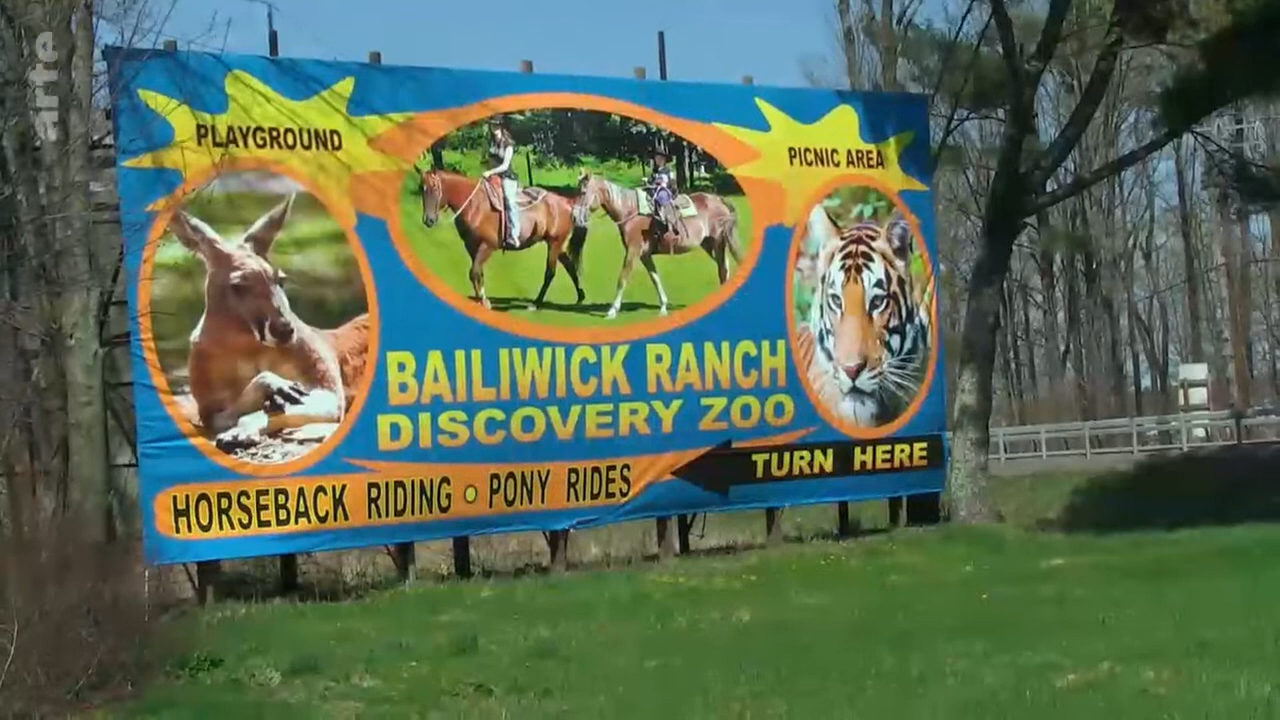 arte
PLAYGROUND
PICNIC AREA
BAILIWICK RANCH
DISCOVERY ZOO
TURN HERE
HORSEBACK RIDING • PONY RIDES